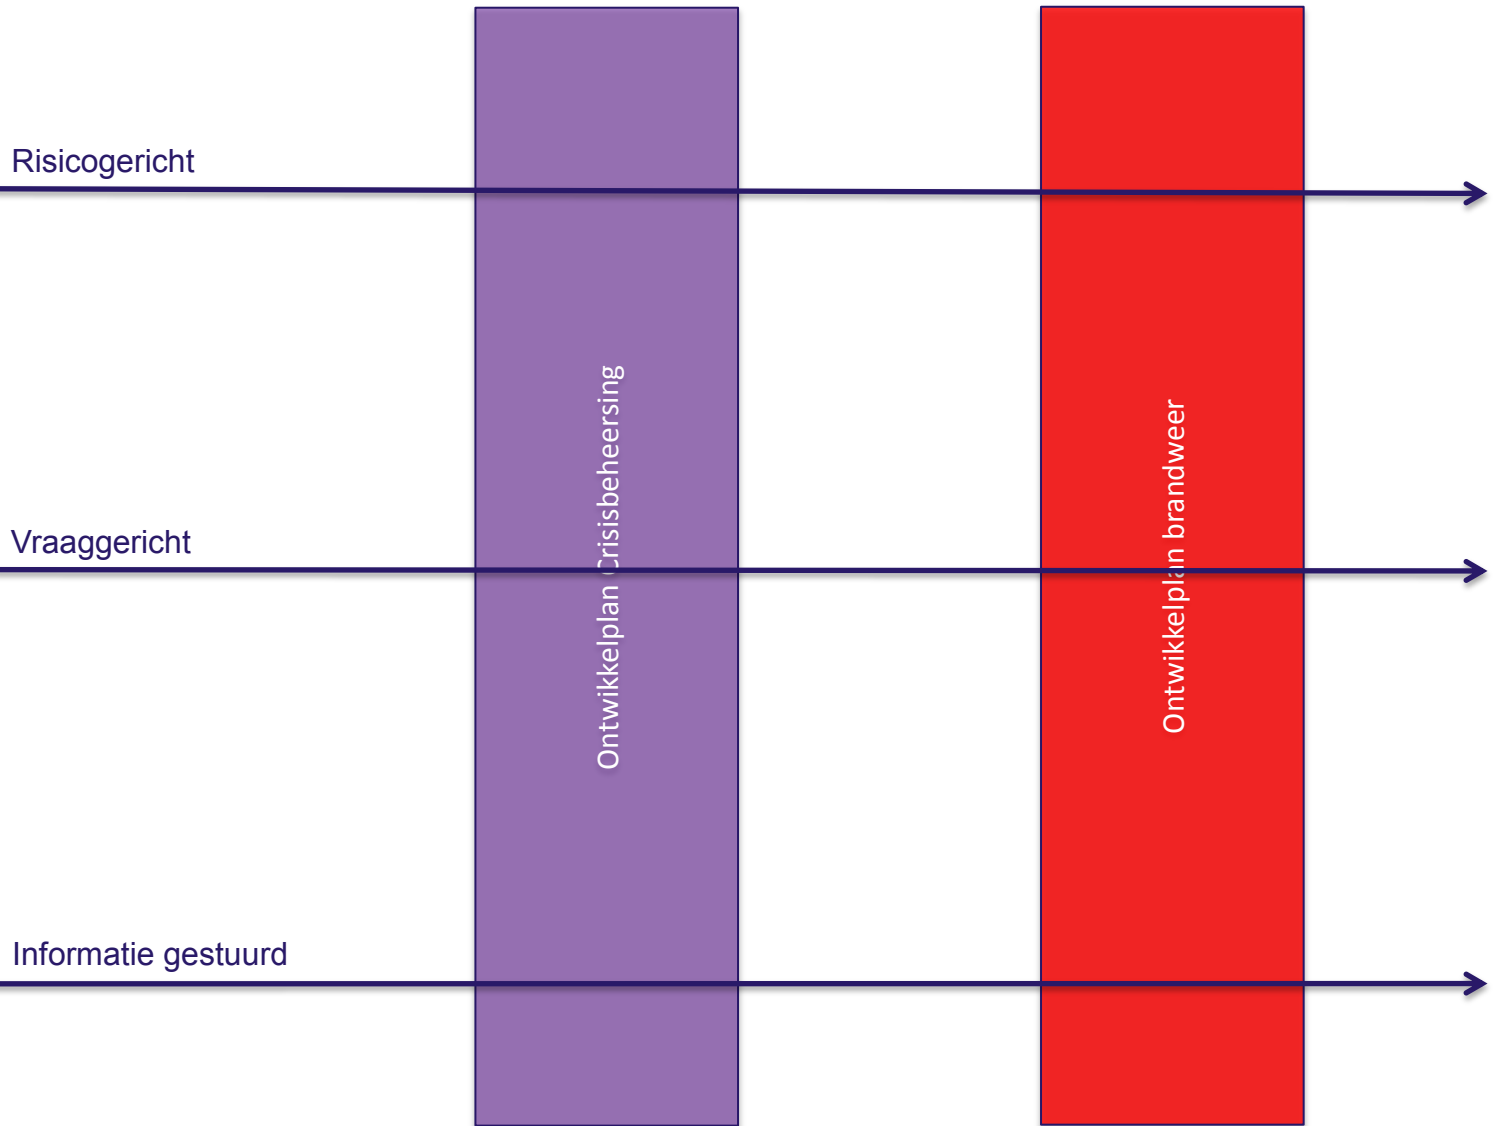 Risicogericht
Vraaggericht
Informatie gestuurd
Ontwikkelplan Crisisbeheersing
Ontwikkelplan brandweer